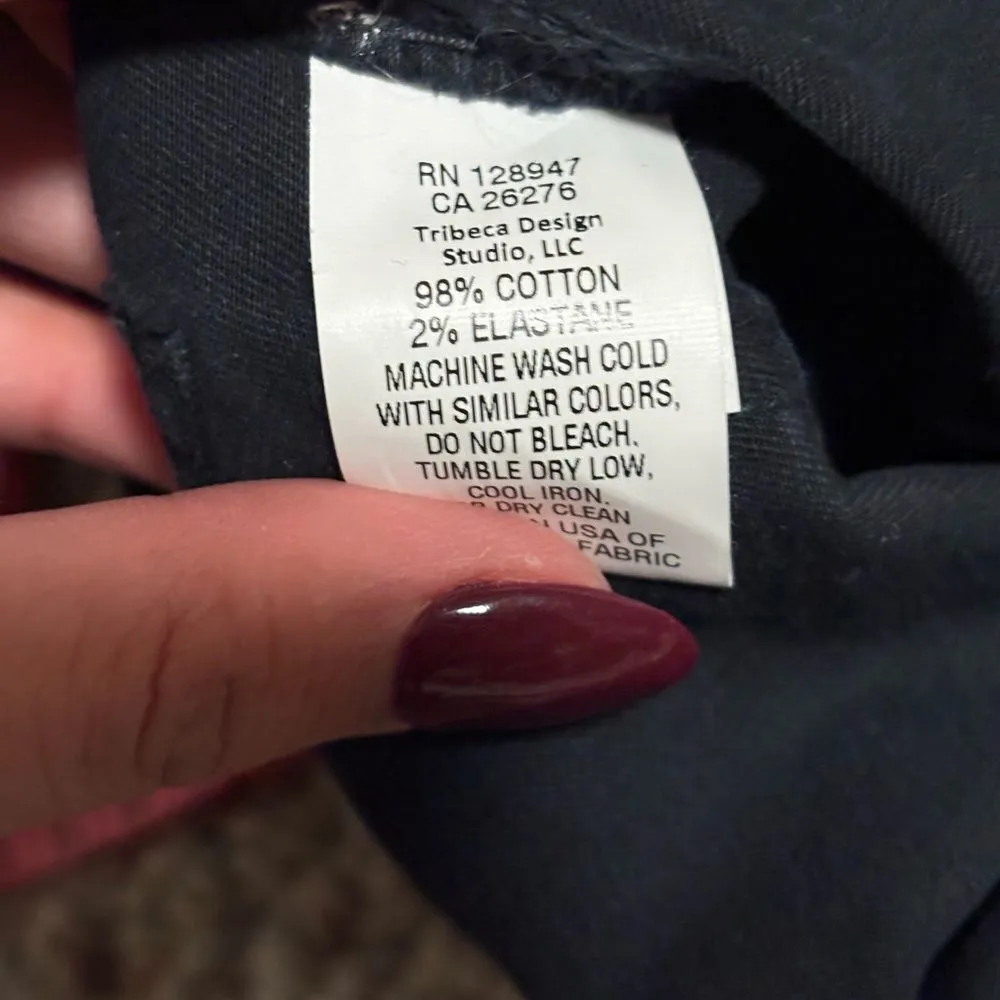 RN 128947
CA 26276
Tribeca Design
Studio, LLC
98% COTTON
2% ELASTANE
MACHINE WASH COLD
WITH SIMILAR COLORS,
DO NOT BLEACH.
TUMBLE DRY LOW,
COOL IRON.
DRY CLEAN
USA OF
FABRIC